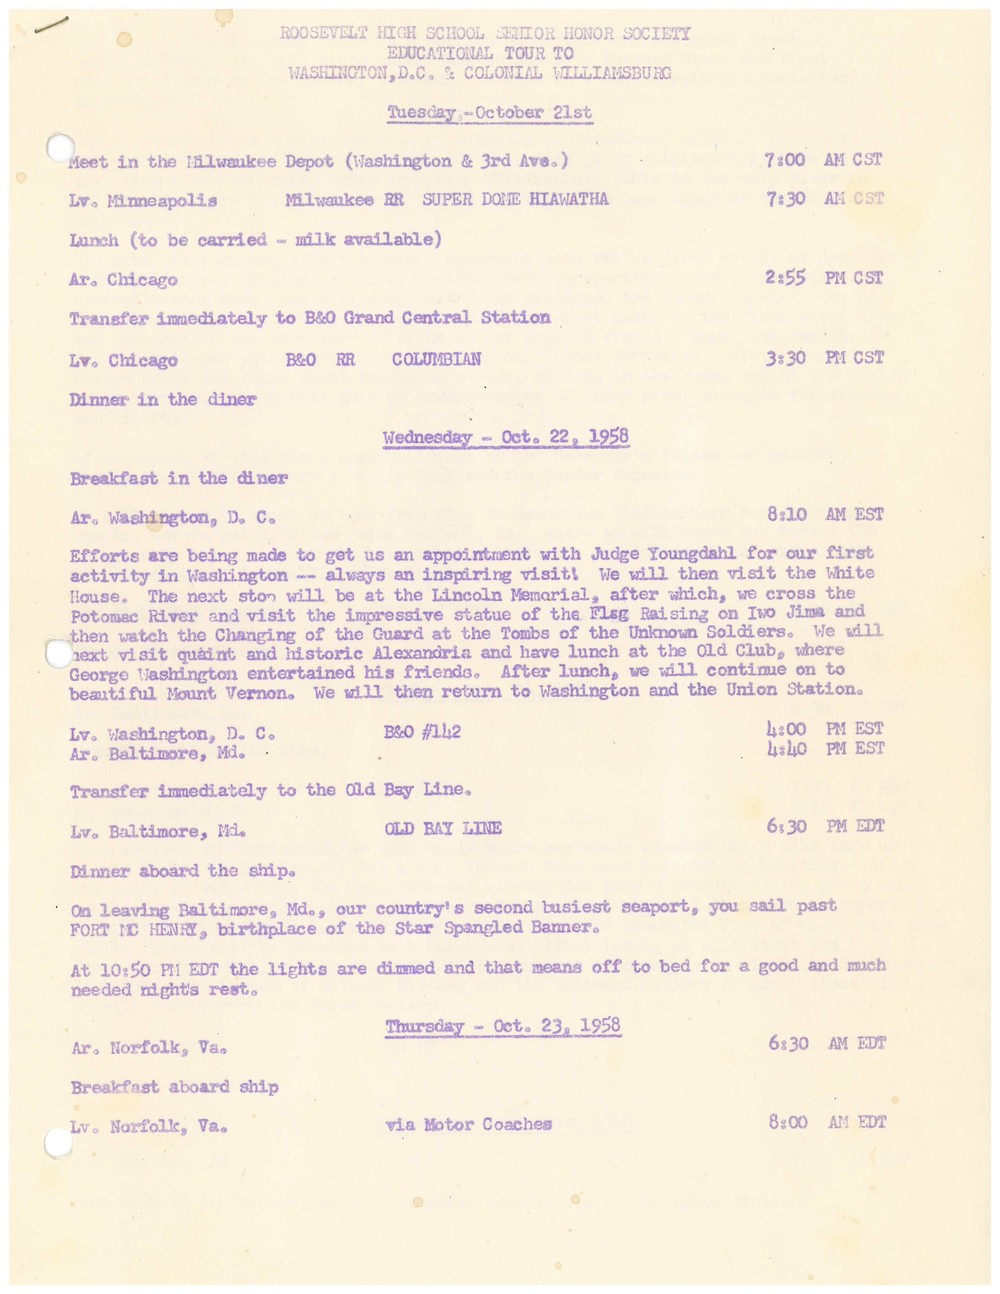 ROOSEVELT HIGH SCHOOL SENIOR HONOR SOCIETY
EDUCATIONAL TOUR TO
WASHINGTON,D.C. & COLONIAL WILLIAMSBURG
Tuesday -October 21st
Meet in the Milwaukee Depot (Washington & 3rd Ave.) 7:00 AM CST
Lv. Minneapolis Milwaukee RR SUPER DOME HIAWATHA 7:30 AM CST
Lunch (to be carried - milk available)
Ar. Chicago 2:55 PM CST
Transfer immediately to B&O Grand Central Station
Lv. Chicago B&O RR COLUMBIAN 3:30 PM CST
Dinner in the diner
Wednesday - Oct. 22, 1958
Breakfast in the diner
Ar. Washington, D. C. 8:10 AM EST
Efforts are being made to get us an appointment with Judge Youngdahl for our first
activity in Washington -- always an inspiring visit! We will then visit the White
House. The next stop will be at the Lincoln Memorial, after which, we cross the
Potomac River and visit the impressive statue of the Flag Raising on Iwo Jima and
then watch the Changing of the Guard at the Tombs of the Unknown Soldiers. We will
next visit quaint and historic Alexandria and have lunch at the Old Club, where
George Washington entertained his friends. After lunch, we will continue on to
beautiful Mount Vernon. We will then return to Washington and the Union Station.
Lv. Washington, D. C. B&O #142 4:00 PM EST
Ar. Baltimore, Md. 4:40 PM EST
Transfer immediately to the Old Bay Line.
Lv. Baltimore, Md. OLD BAY LINE 6:30 PM EDT
Dinner aboard the ship.
On leaving Baltimore, Md., our country's second busiest seaport, you sail past
FORT MC HENRY, birthplace of the Star Spangled Banner.
At 10:50 PM EDT the lights are dimmed and that means off to bed for a good and much
needed night's rest.
Thursday - Oct. 23, 1958
Ar. Norfolk, Va. 6:30 AM EDT
Breakfast aboard ship
Lv. Norfolk, Va. via Motor Coaches 8:00 AM EDT